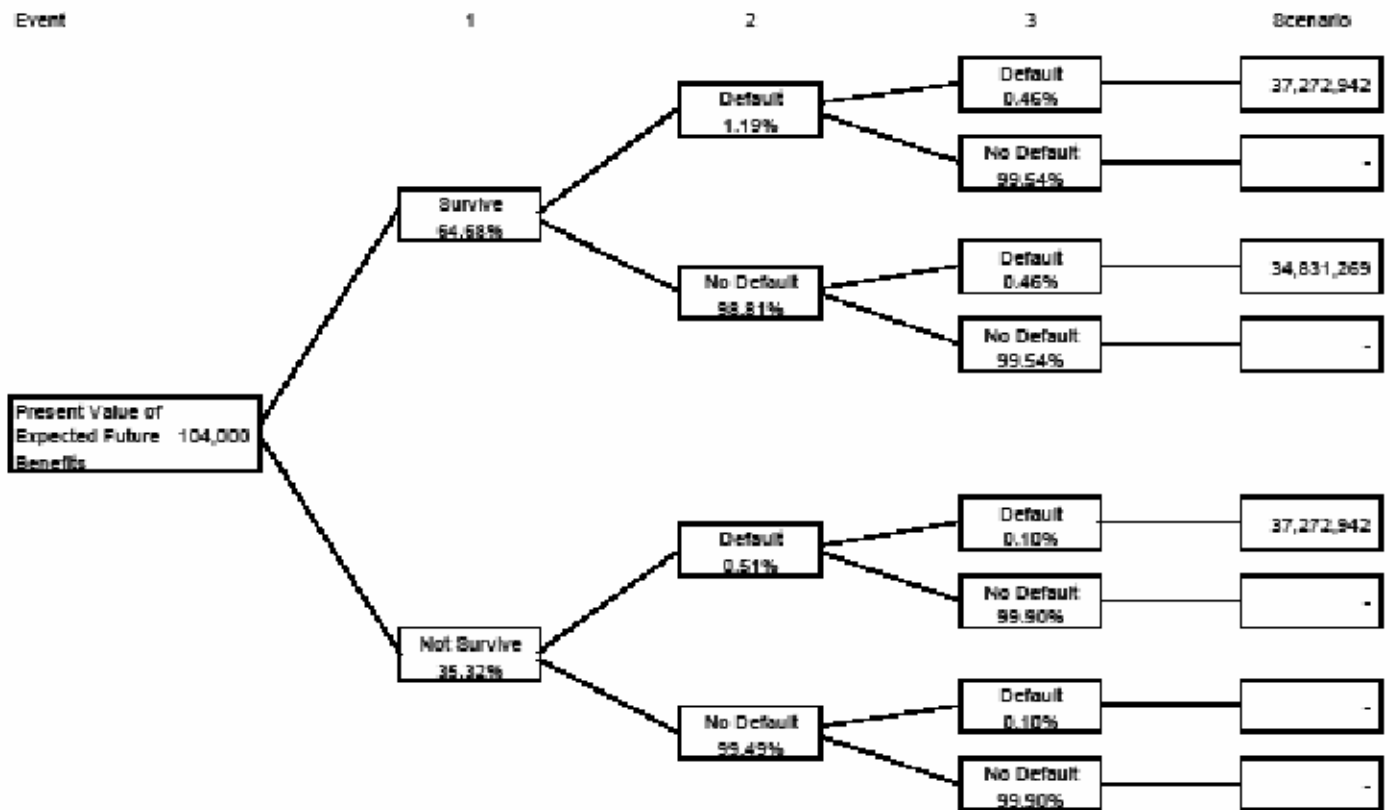 Event 1 2 3 Scenario
Default
0.46%
37,272,942
Default
1.19%
No Default
99.54%
-
Survive
64.68%
Default
0.46%
34,831,269
No Default
98.81%
No Default
99.54%
-
Present Value of
Expected Future 104,000
Benefits
Default
0.10%
37,272,942
Default
0.51%
No Default
99.90%
-
Not Survive
35.32%
Default
0.10%
-
No Default
99.49%
No Default
99.90%
-